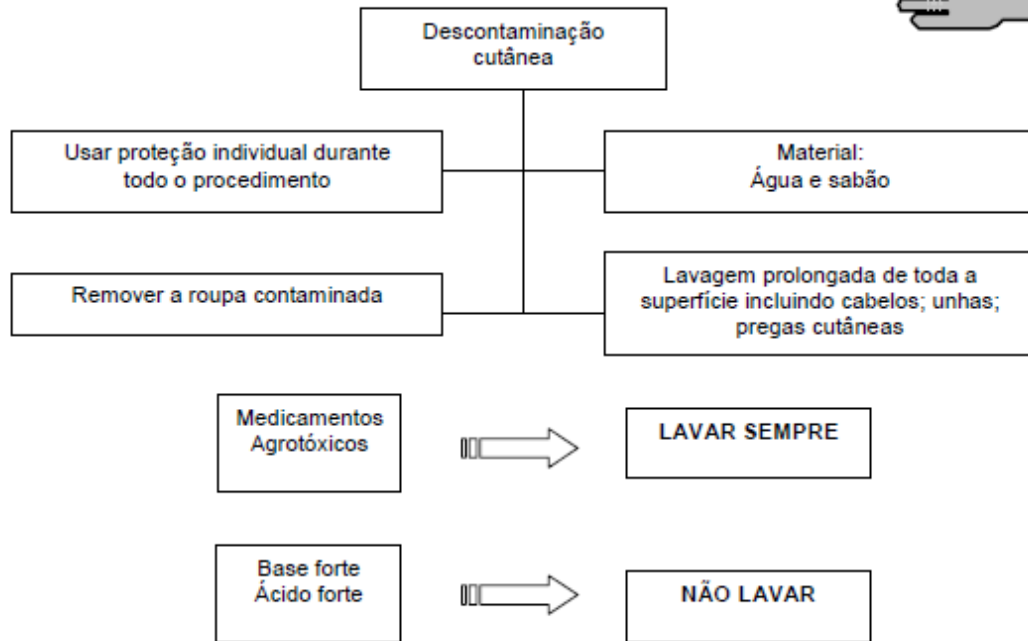 Descontaminação
cutânea
Usar proteção individual durante
todo o procedimento
Material:
Água e sabão
Remover a roupa contaminada
Lavagem prolongada de toda a
superfície incluindo cabelos; unhas;
pregas cutâneas
Medicamentos
Agrotóxicos
LAVAR SEMPRE
Base forte
Ácido forte
NÃO LAVAR